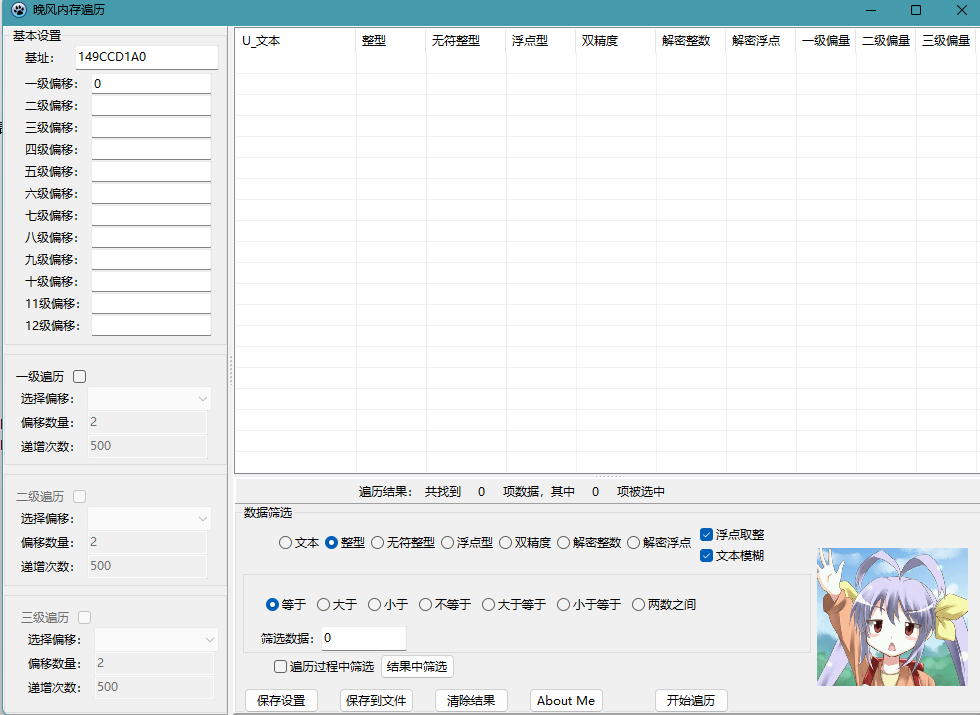 晚风内存遍历
基本设置
基址： 149CCD1A0
一级偏移： 0
二级偏移：
三级偏移：
四级偏移：
五级偏移：
六级偏移：
七级偏移：
八级偏移：
九级偏移：
十级偏移：
11级偏移：
12级偏移：
一级遍历
选择偏移：
偏移数量： 2
递增次数： 500
二级遍历
选择偏移：
偏移数量： 2
递增次数： 500
三级遍历
选择偏移：
偏移数量： 2
递增次数： 500
U_文本 整型 无符整型 浮点型 双精度 解密整数 解密浮点 一级偏量 二级偏量 三级偏量
遍历结果： 共找到 0 项数据，其中 0 项被选中
数据筛选
文本 整型 无符整型 浮点型 双精度 解密整数 解密浮点
浮点取整
文本模糊
等于 大于 小于 不等于 大于等于 小于等于 两数之间
筛选数据： 0
遍历过程中筛选 结果中筛选
保存设置 保存到文件 清除结果 About Me 开始遍历